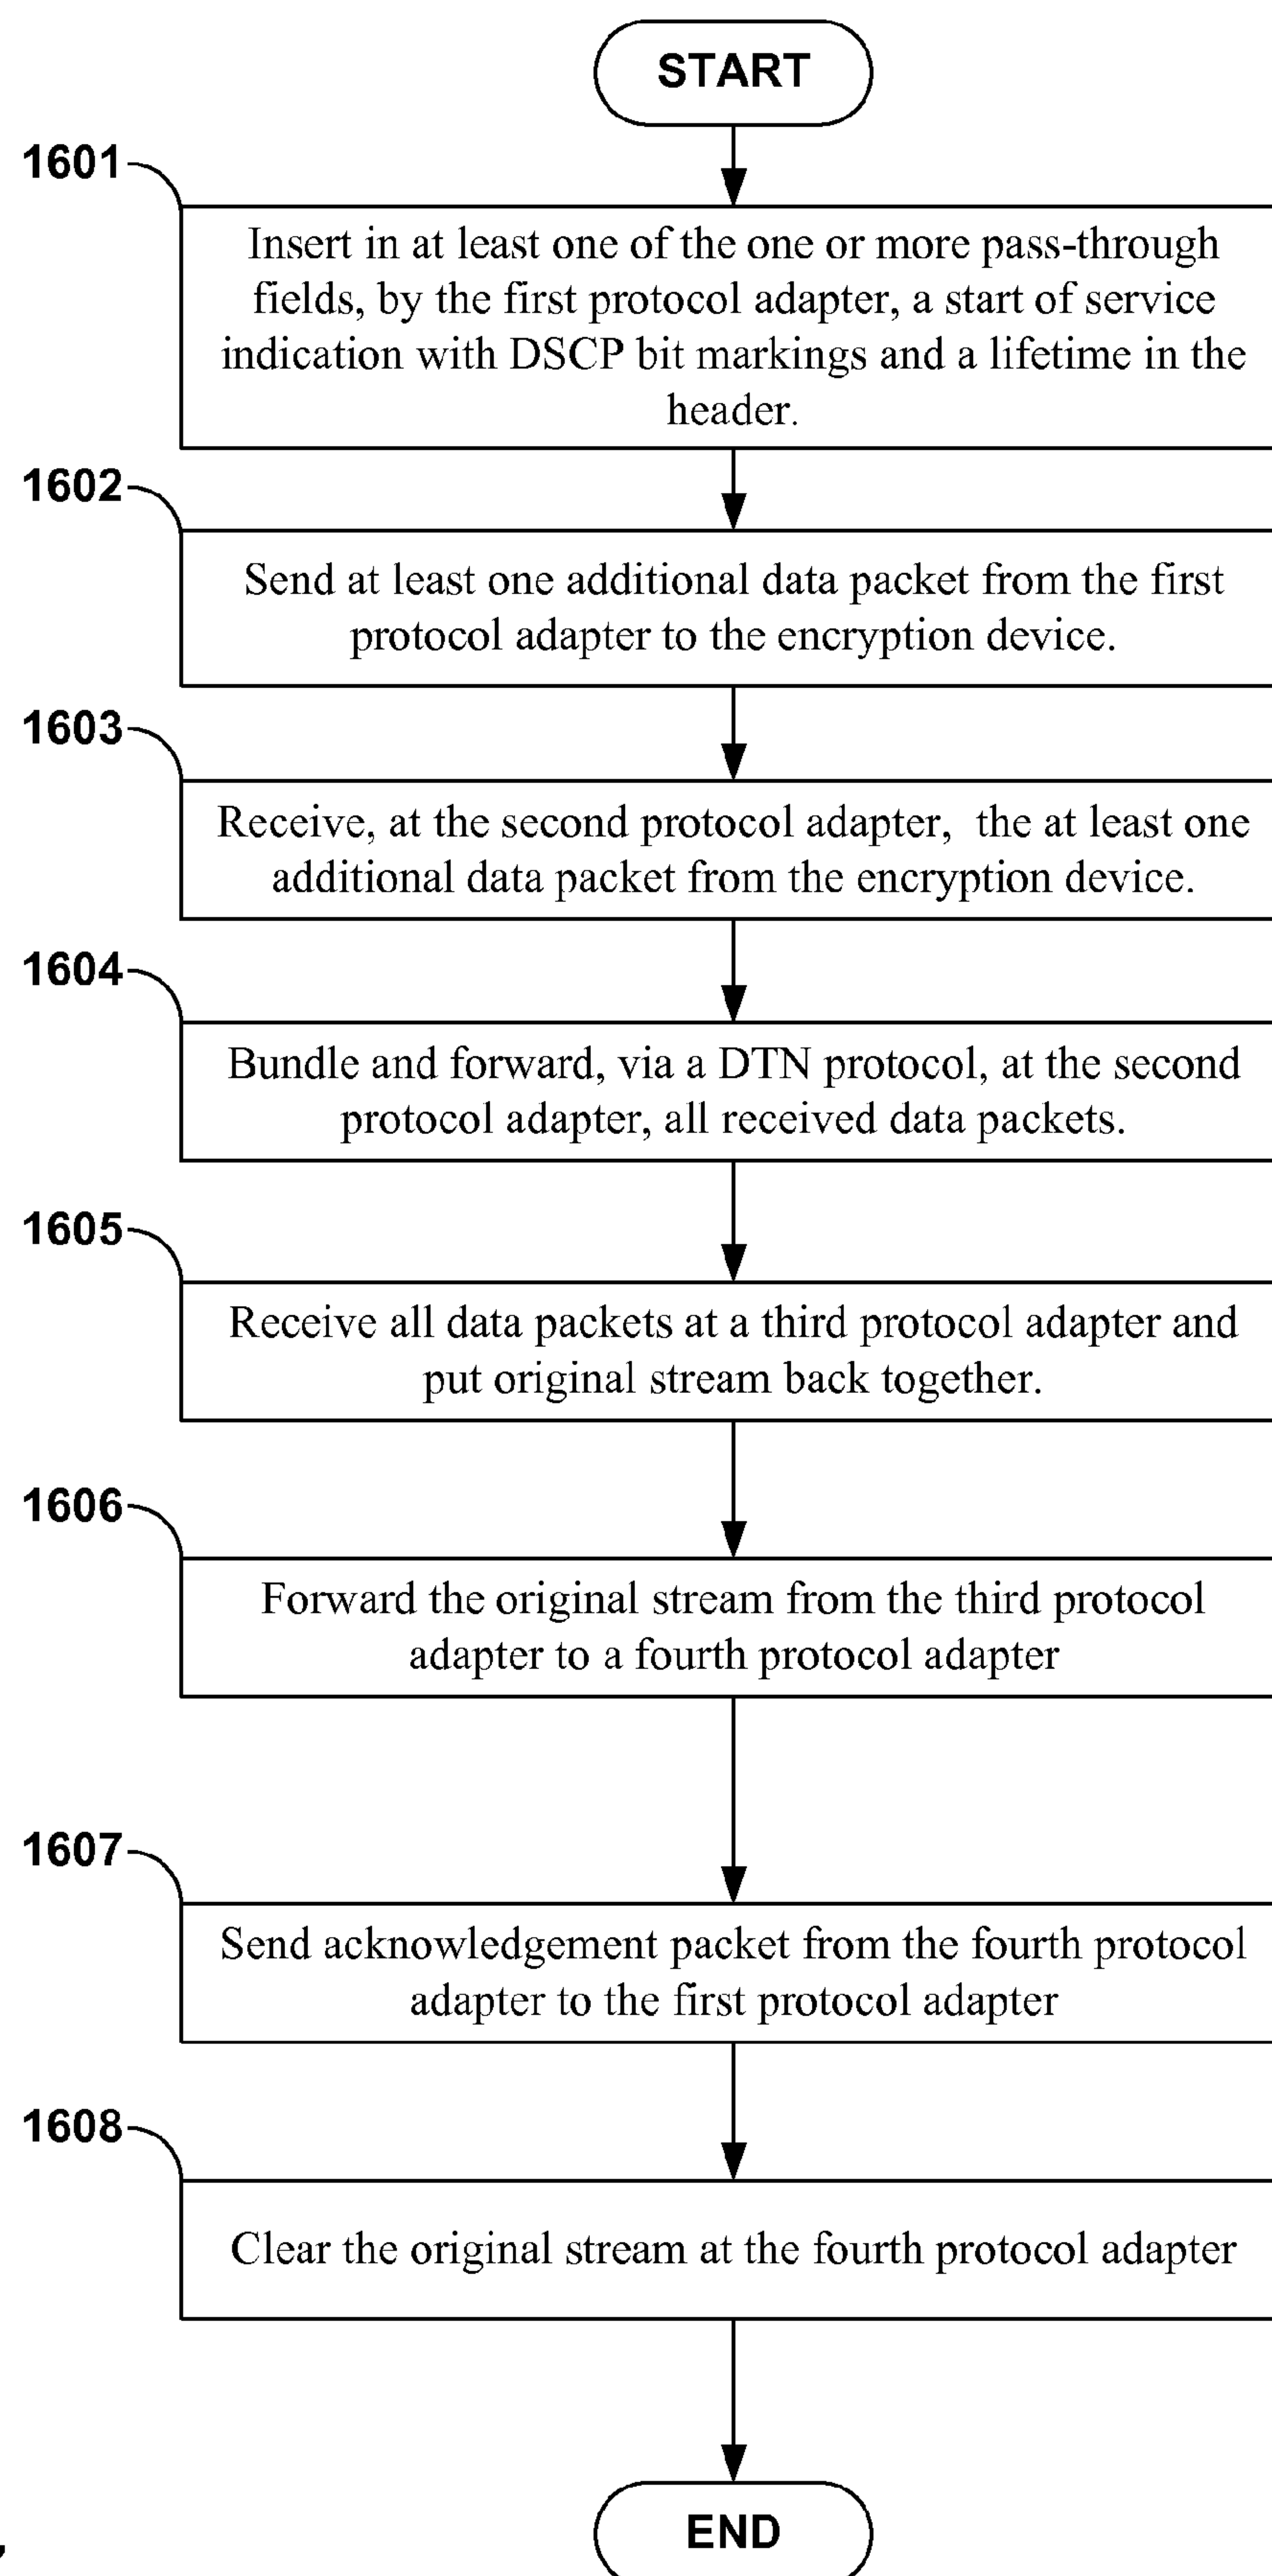 START
1601
Insert in at least one of the one or more pass-through
fields, by the first protocol adapter, a start of service
indication with DSCP bit markings and a lifetime in the
header.
1602
Send at least one additional data packet from the first
protocol adapter to the encryption device.
1603
Receive, at the second protocol adapter, the at least one
additional data packet from the encryption device.
1604
Bundle and forward, via a DTN protocol, at the second
protocol adapter, all received data packets.
1605
Receive all data packets at a third protocol adapter and
put original stream back together.
1606
Forward the original stream from the third protocol
adapter to a fourth protocol adapter
1607
Send acknowledgement packet from the fourth protocol
adapter to the first protocol adapter
1608
Clear the original stream at the fourth protocol adapter
END